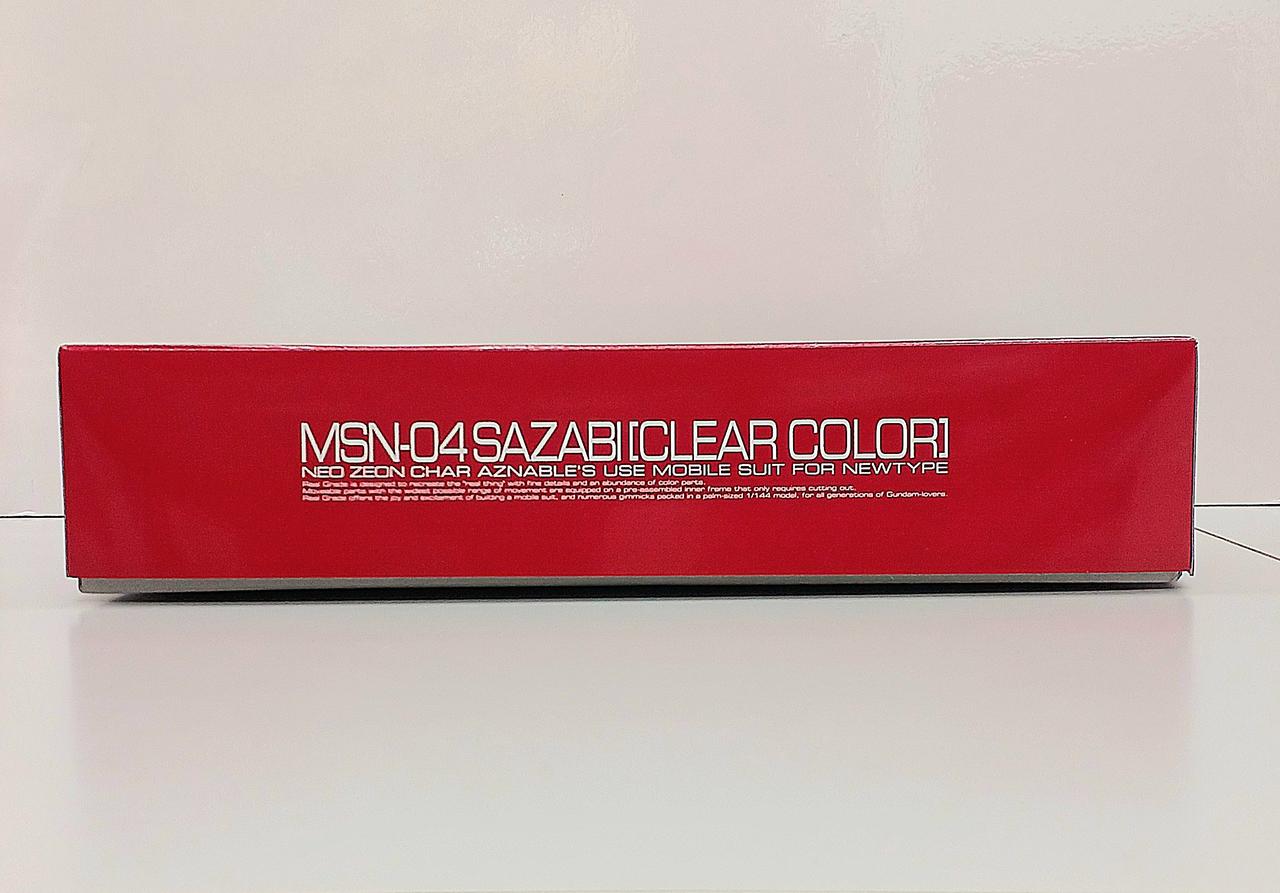 MSN-04 SAZABI [CLEAR COLOR]
NEO ZEON CHAR AZNABLE'S USE MOBILE SUIT FOR NEWTYPE
Real Grade is designed to recreate the "real thing" with fine details and an abundance of color parts.
Moveable parts with the widest possible range of movement are equipped on a pre-assembled inner frame that only requires cutting out.
Real Grade offers the joy and excitement of building a mobile suit, and numerous gimmicks packed in a palm-sized 1/144 model, for all generations of Gundam-lovers.